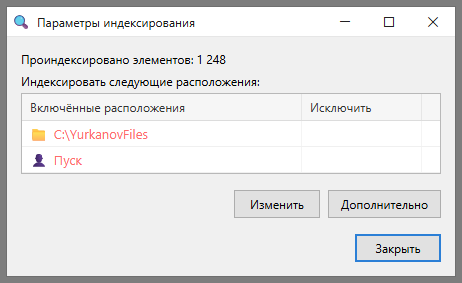 Параметры индексирования
Проиндексировано элементов: 1 248
Индексировать следующие расположения:
Включённые расположения Исключить
C:\YurkanovFiles
Пуск
Изменить Дополнительно
Закрыть